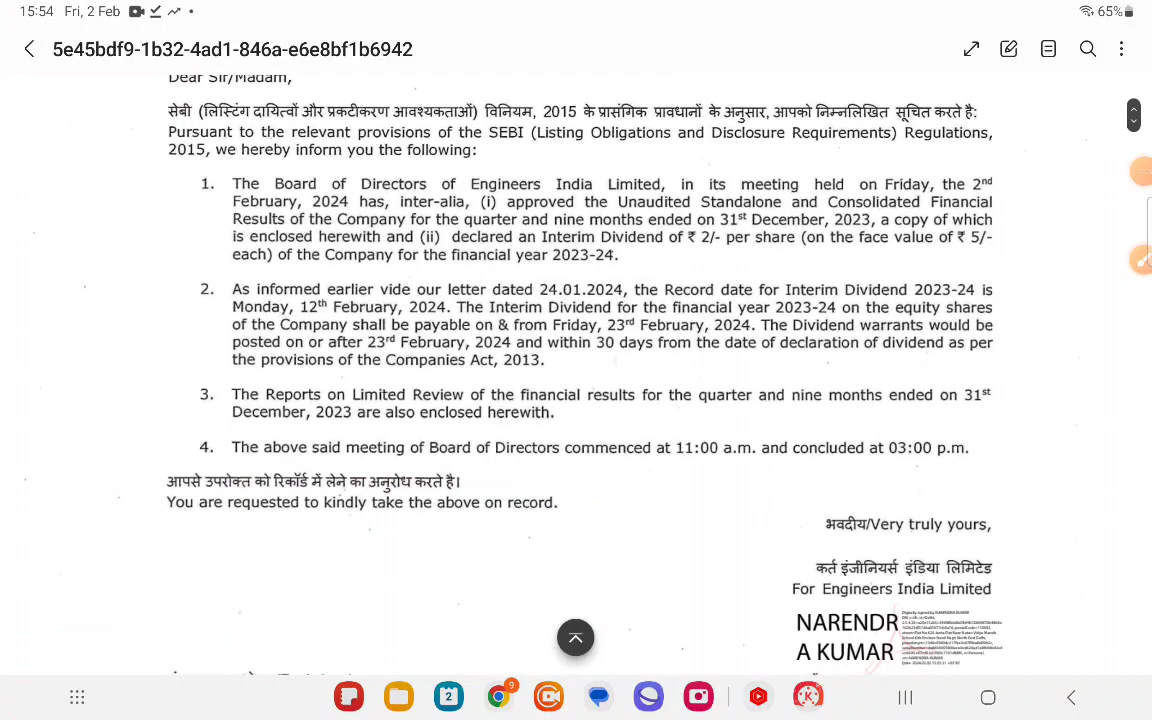 15:54 Fri, 2 Feb
65%
5e45bdf9-1b32-4ad1-846a-e6e8bf1b6942
Dear Sir/Madam,
सेबी (लिस्टिंग दायित्वों और प्रकटीकरण आवश्यकताओं) विनियम, 2015 के प्रासंगिक प्रावधानों के अनुसार, आपको निम्नलिखित सूचित करते है:
Pursuant to the relevant provisions of the SEBI (Listing Obligations and Disclosure Requirements) Regulations,
2015, we hereby inform you the following:
1. The Board of Directors of Engineers India Limited, in its meeting held on Friday, the 2nd
February, 2024 has, inter-alia, (i) approved the Unaudited Standalone and Consolidated Financial
Results of the Company for the quarter and nine months ended on 31st December, 2023, a copy of which
is enclosed herewith and (ii) declared an Interim Dividend of ₹ 2/- per share (on the face value of ₹ 5/-
each) of the Company for the financial year 2023-24.
2. As informed earlier vide our letter dated 24.01.2024, the Record date for Interim Dividend 2023-24 is
Monday, 12th February, 2024. The Interim Dividend for the financial year 2023-24 on the equity shares
of the Company shall be payable on & from Friday, 23rd February, 2024. The Dividend warrants would be
posted on or after 23rd February, 2024 and within 30 days from the date of declaration of dividend as per
the provisions of the Companies Act, 2013.
3. The Reports on Limited Review of the financial results for the quarter and nine months ended on 31st
December, 2023 are also enclosed herewith.
4. The above said meeting of Board of Directors commenced at 11:00 a.m. and concluded at 03:00 p.m.
आपसे उपरोक्त को रिकॉर्ड में लेने का अनुरोध करते है।
You are requested to kindly take the above on record.
भवदीय/Very truly yours,
कर्ते इंजीनियर्स इंडिया लिमिटेड
For Engineers India Limited
NARENDR
A KUMAR
Digitally signed by NARENDRA KUMAR
2
9
K